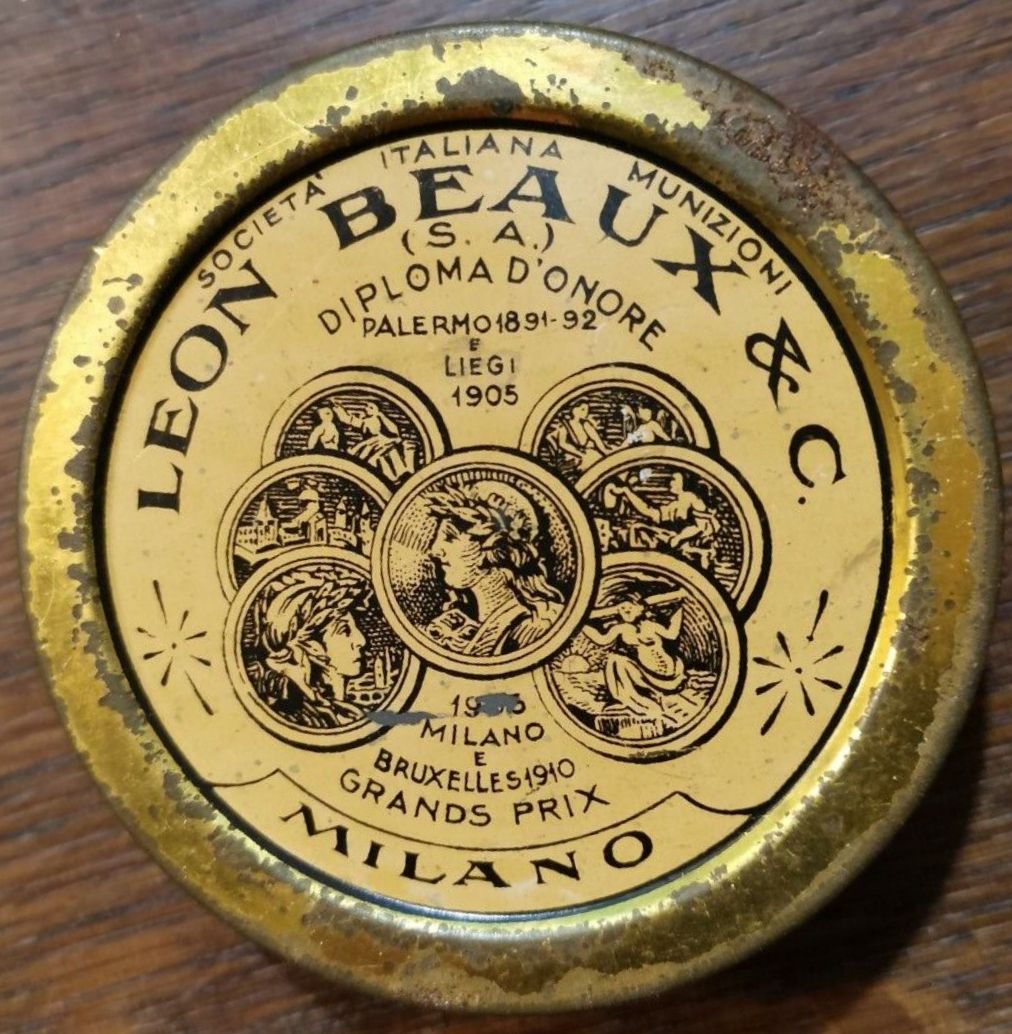 SOCIETA' ITALIANA MUNIZIONI
LEON BEAUX & C.
(S. A.)
DIPLOMA D'ONORE
PALERMO 1891-92
E
LIEGI
1905
MILANO
E
BRUXELLES 1910
GRANDS PRIX
MILANO